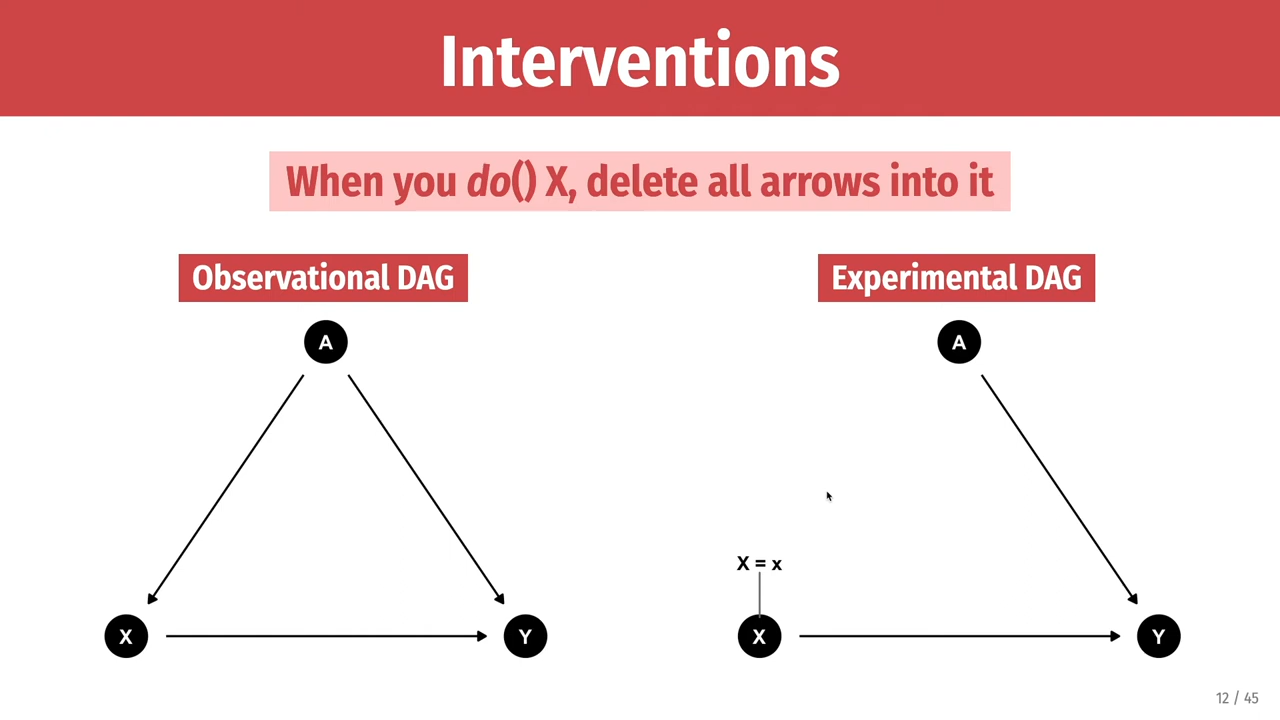 Interventions
When you do() X, delete all arrows into it
Observational DAG
A
X
Y
Experimental DAG
A
X = x
X
Y
12 / 45